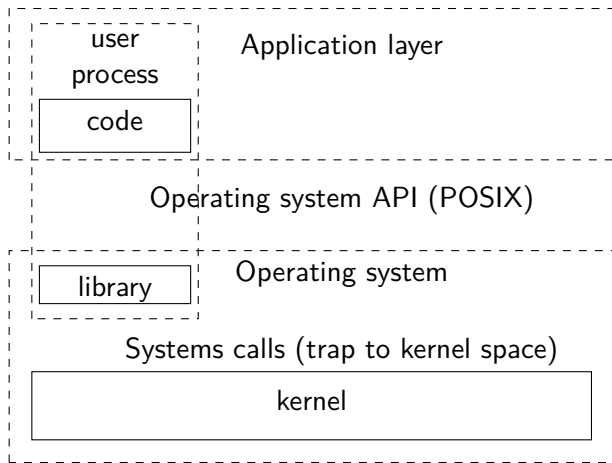 user
process
Application layer
code
Operating system API (POSIX)
Operating system
library
Systems calls (trap to kernel space)
kernel